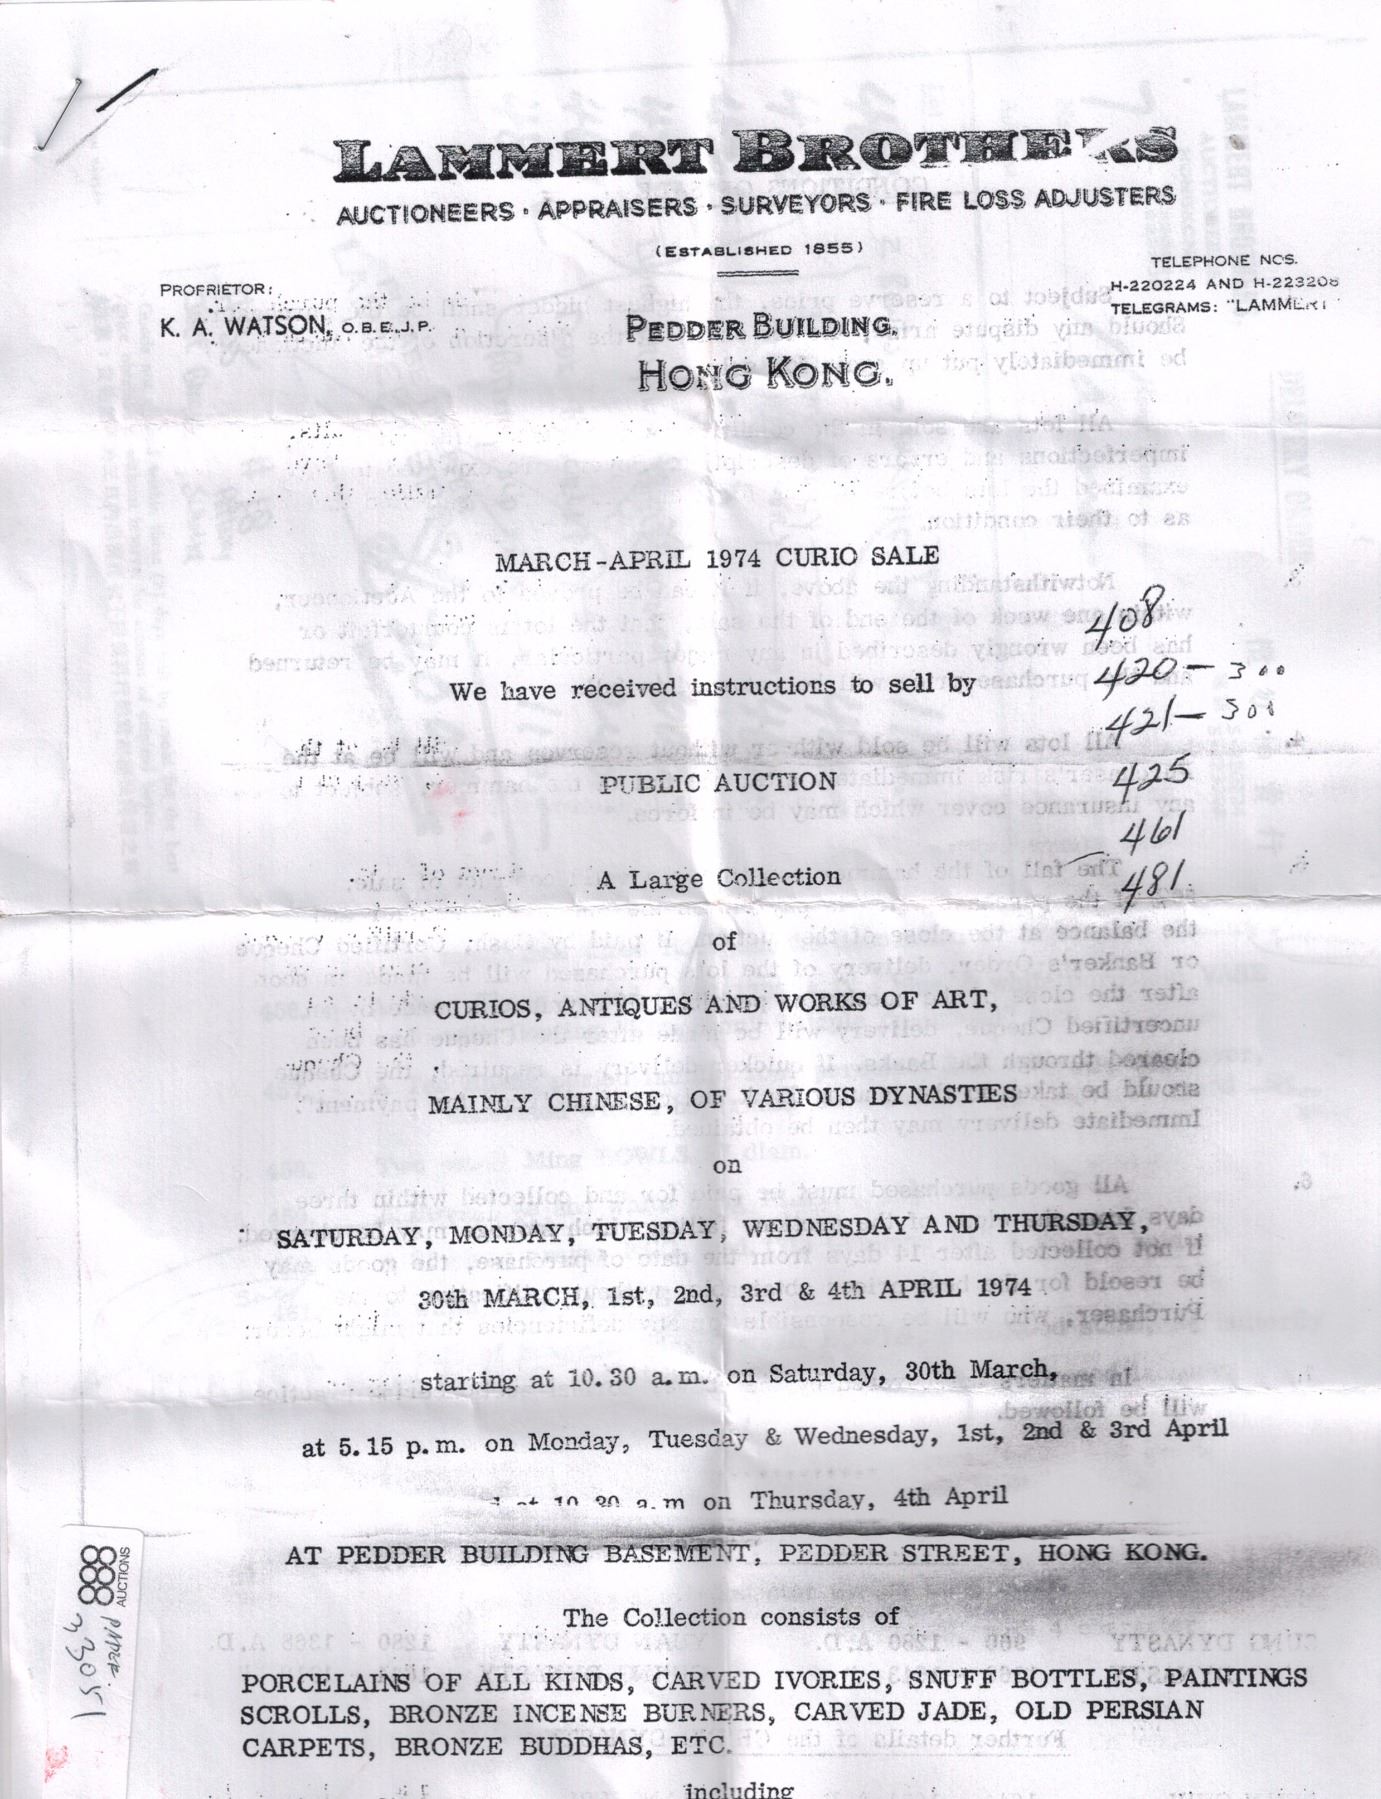 LAMMERT BROTHERS
AUCTIONEERS · APPRAISERS · SURVEYORS · FIRE LOSS ADJUSTERS
(ESTABLISHED 1855)
PROPRIETOR:
K. A. WATSON, O.B.E.,J.P.
TELEPHONE NOS.
H-220224 AND H-223208
TELEGRAMS: "LAMMERT
PEDDER BUILDING,
HONG KONG.
MARCH-APRIL 1974 CURIO SALE
408
We have received instructions to sell by
420 - 300
421 -
PUBLIC AUCTION
425
461
A Large Collection
481
of
CURIOS, ANTIQUES AND WORKS OF ART,
MAINLY CHINESE, OF VARIOUS DYNASTIES
on
SATURDAY, MONDAY, TUESDAY, WEDNESDAY AND THURSDAY,
30th MARCH, 1st, 2nd, 3rd & 4th APRIL 1974
starting at 10.30 a.m. on Saturday, 30th March,
at 5.15 p.m. on Monday, Tuesday & Wednesday, 1st, 2nd & 3rd April
at a.m on Thursday, 4th April
AT PEDDER BUILDING BASEMENT, PEDDER STREET, HONG KONG.
The Collection consists of
PORCELAINS OF ALL KINDS, CARVED IVORIES, SNUFF BOTTLES, PAINTINGS
SCROLLS, BRONZE INCENSE BURNERS, CARVED JADE, OLD PERSIAN
CARPETS, BRONZE BUDDHAS, ETC.
including
888
AUCTIONS